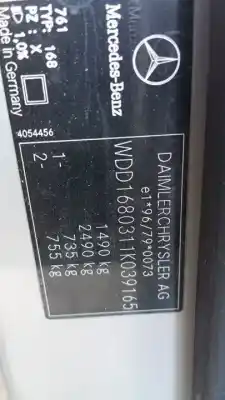 Mercedes-Benz
761
TYP: 168
PZ : X
D 1,0%
Made in Germany
4054456
DAIMLERCHRYSLER AG
e1*96/79*0073
WDD1680311K039165
1490 kg
2490 kg
1- 735 kg
2- 755 kg